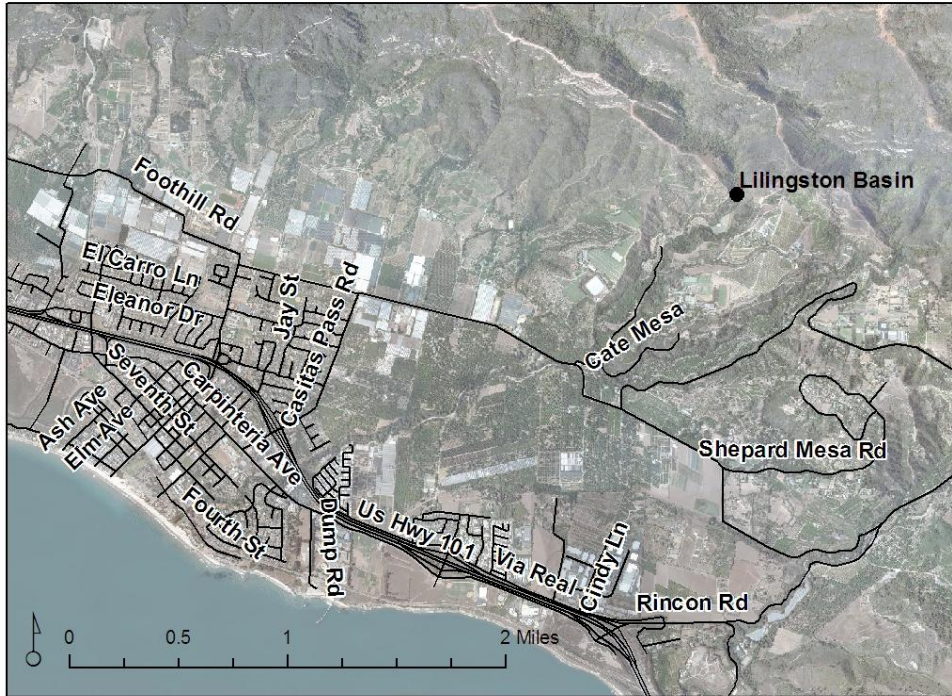 Lilingston Basin
Foothill Rd
El Carro Ln
Eleanor Dr
Jay St
Casitas Pass Rd
Cate Mesa
Seventh St
Carpinteria Ave
Ash Ave
Elm Ave
Shepard Mesa Rd
Fourth St
Dump Rd
Us Hwy 101
Via Real
Cindy Ln
Rincon Rd
0 0.5 1 2 Miles